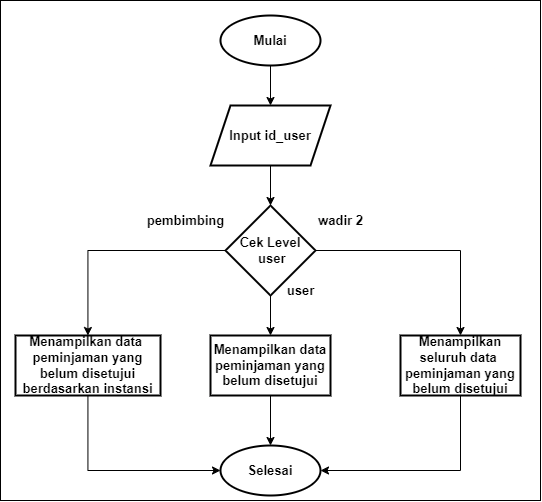 Mulai
Input id_user
pembimbing
wadir 2
Cek Level
user
user
Menampilkan data
peminjaman yang
belum disetujui
berdasarkan instansi
Menampilkan data
peminjaman yang
belum disetujui
Menampilkan
seluruh data
peminjaman yang
belum disetujui
Selesai